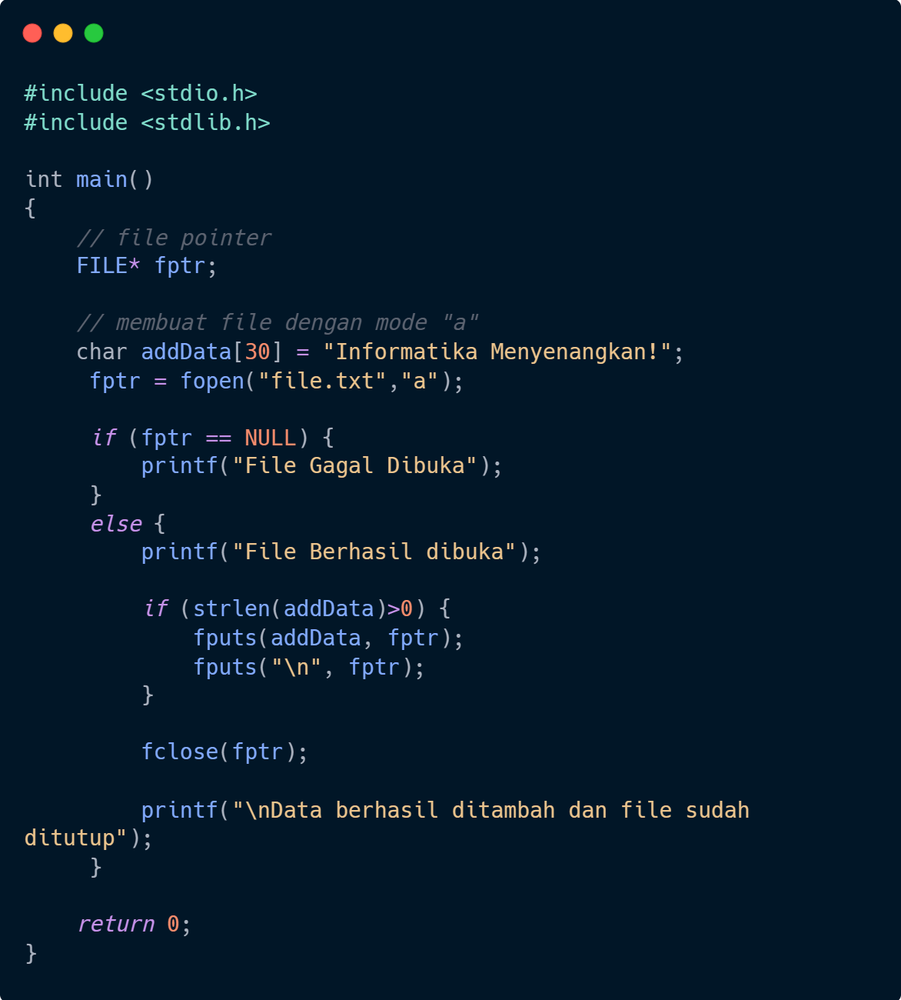 #include <stdio.h>
#include <stdlib.h>

int main()
{
    // file pointer
    FILE* fptr;

    // membuat file dengan mode "a"
    char addData[30] = "Informatika Menyenangkan!";
     fptr = fopen("file.txt","a");

     if (fptr == NULL) {
         printf("File Gagal Dibuka");
     }
     else {
         printf("File Berhasil dibuka");

         if (strlen(addData)>0) {
             fputs(addData, fptr);
             fputs("\n", fptr);
         }

         fclose(fptr);

         printf("\nData berhasil ditambah dan file sudah
ditutup");
     }

    return 0;
}